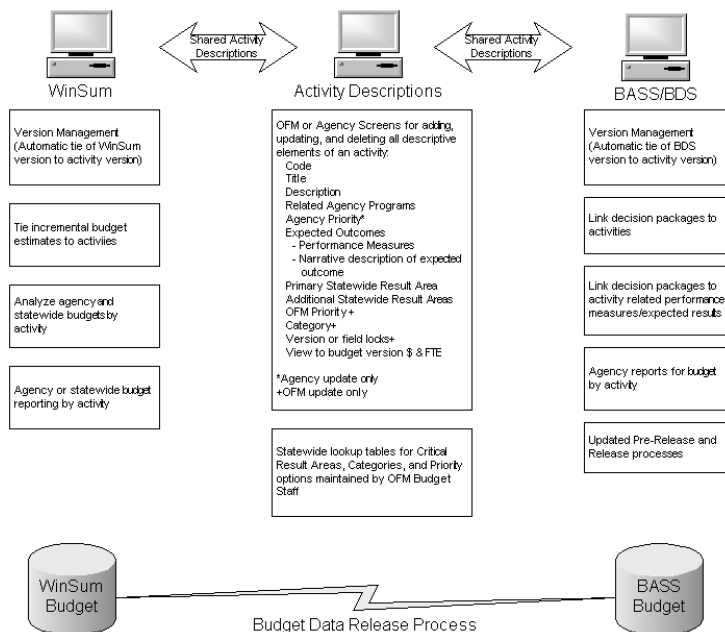 Shared Activity
Descriptions
Shared Activity
Descriptions
WinSum
Activity Descriptions
BASS/BDS
Version Management
(Automatic tie of WinSum
version to activity version)
Tie incremental budget
estimates to activiies
Analyze agency and
statewide budgets by
activity
Agency or statewide budget
reporting by activity
OFM or Agency Screens for adding,
updating, and deleting all descriptive
elements of an activity:
Code
Title
Description
Related Agency Programs
Agency Priority*
Expected Outcomes
- Performance Measures
- Narrative description of expected
outcome
Primary Statewide Result Area
Additional Statewide Result Areas
OFM Priority+
Category+
Version or field locks+
View to budget version $ & FTE
*Agency update only
+OFM update only
Statewide lookup tables for Critical
Result Areas, Categories, and Priority
options maintained by OFM Budget
Staff
Version Management
(Automatic tie of BDS
version to activity version)
Link decision packages to
activities
Link decision packages to
activity related performance
measures/expected results
Agency reports for budget
by activity
Updated Pre-Release and
Release processes
WinSum
Budget
BASS
Budget
Budget Data Release Process